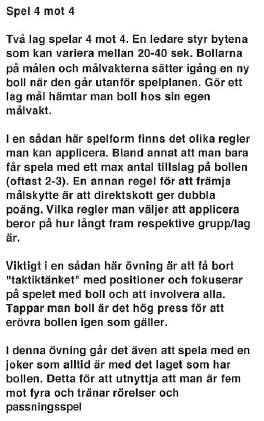 Spel 4 mot 4
Två lag spelar 4 mot 4. En ledare styr bytena
som kan variera mellan 20-40 sek. Bollarna
på målen och målvakterna sätter igång en ny
boll när den går utanför spelplanen. Gör ett
lag mål hämtar man boll hos sin egen
målvakt.
I en sådan här spelform finns det olika regler
man kan applicera. Bland annat att man bara
får spela med ett max antal tillslag på bollen
(oftast 2-3). En annan regel för att främja
målskytte är att direktskott ger dubbla
poäng. Vilka regler man väljer att applicera
beror på hur långt fram respektive grupp/lag
är.
Viktigt i en sådan här övning är att få bort
"taktiktänket" med positioner och fokuserar
på spelet med boll och att involvera alla.
Tappar man boll är det hög press för att
erövra bollen igen som gäller.
I denna övning går det även att spela med en
joker som alltid är med det laget som har
bollen. Detta för att utnyttja att man är fem
mot fyra och tränar rörelser och
passningsspel